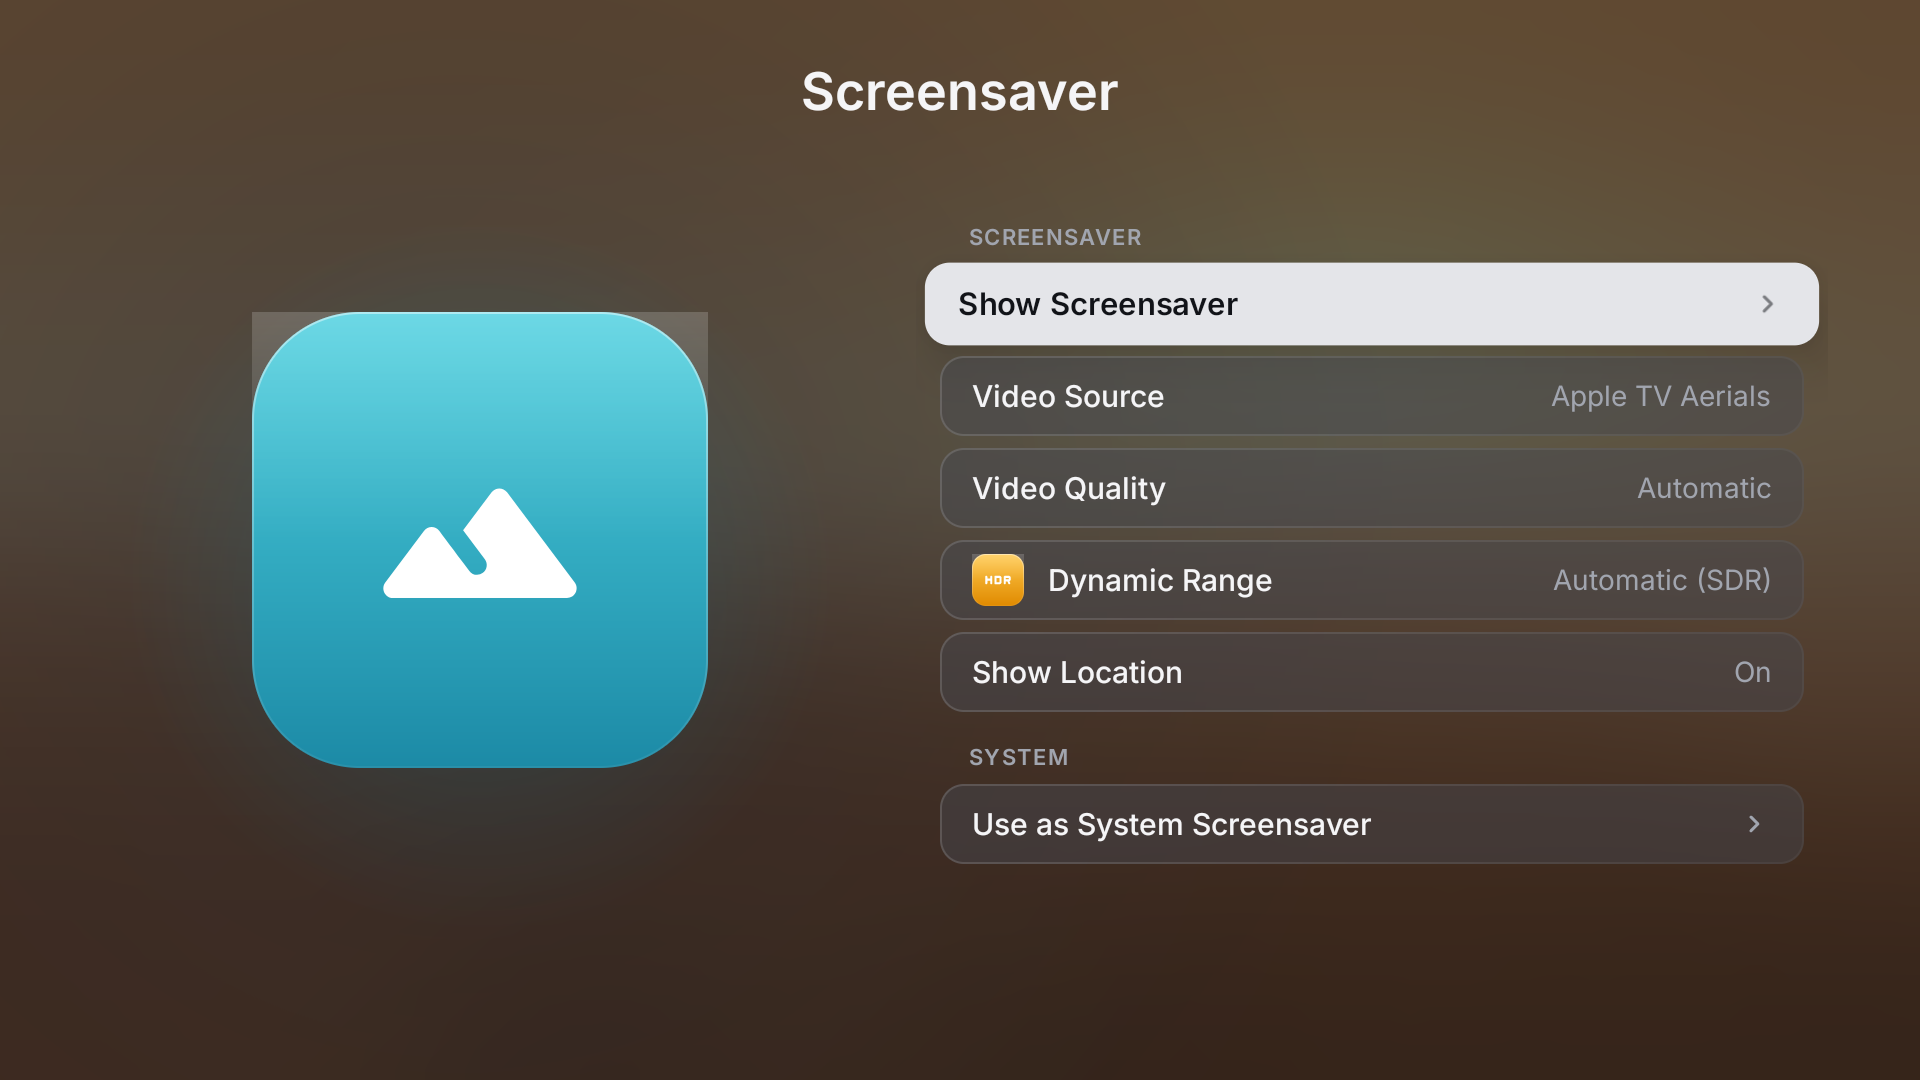 Screensaver
SCREENSAVER
Show Screensaver
Video Source Apple TV Aerials
Video Quality Automatic
HDR Dynamic Range Automatic (SDR)
Show Location On
SYSTEM
Use as System Screensaver